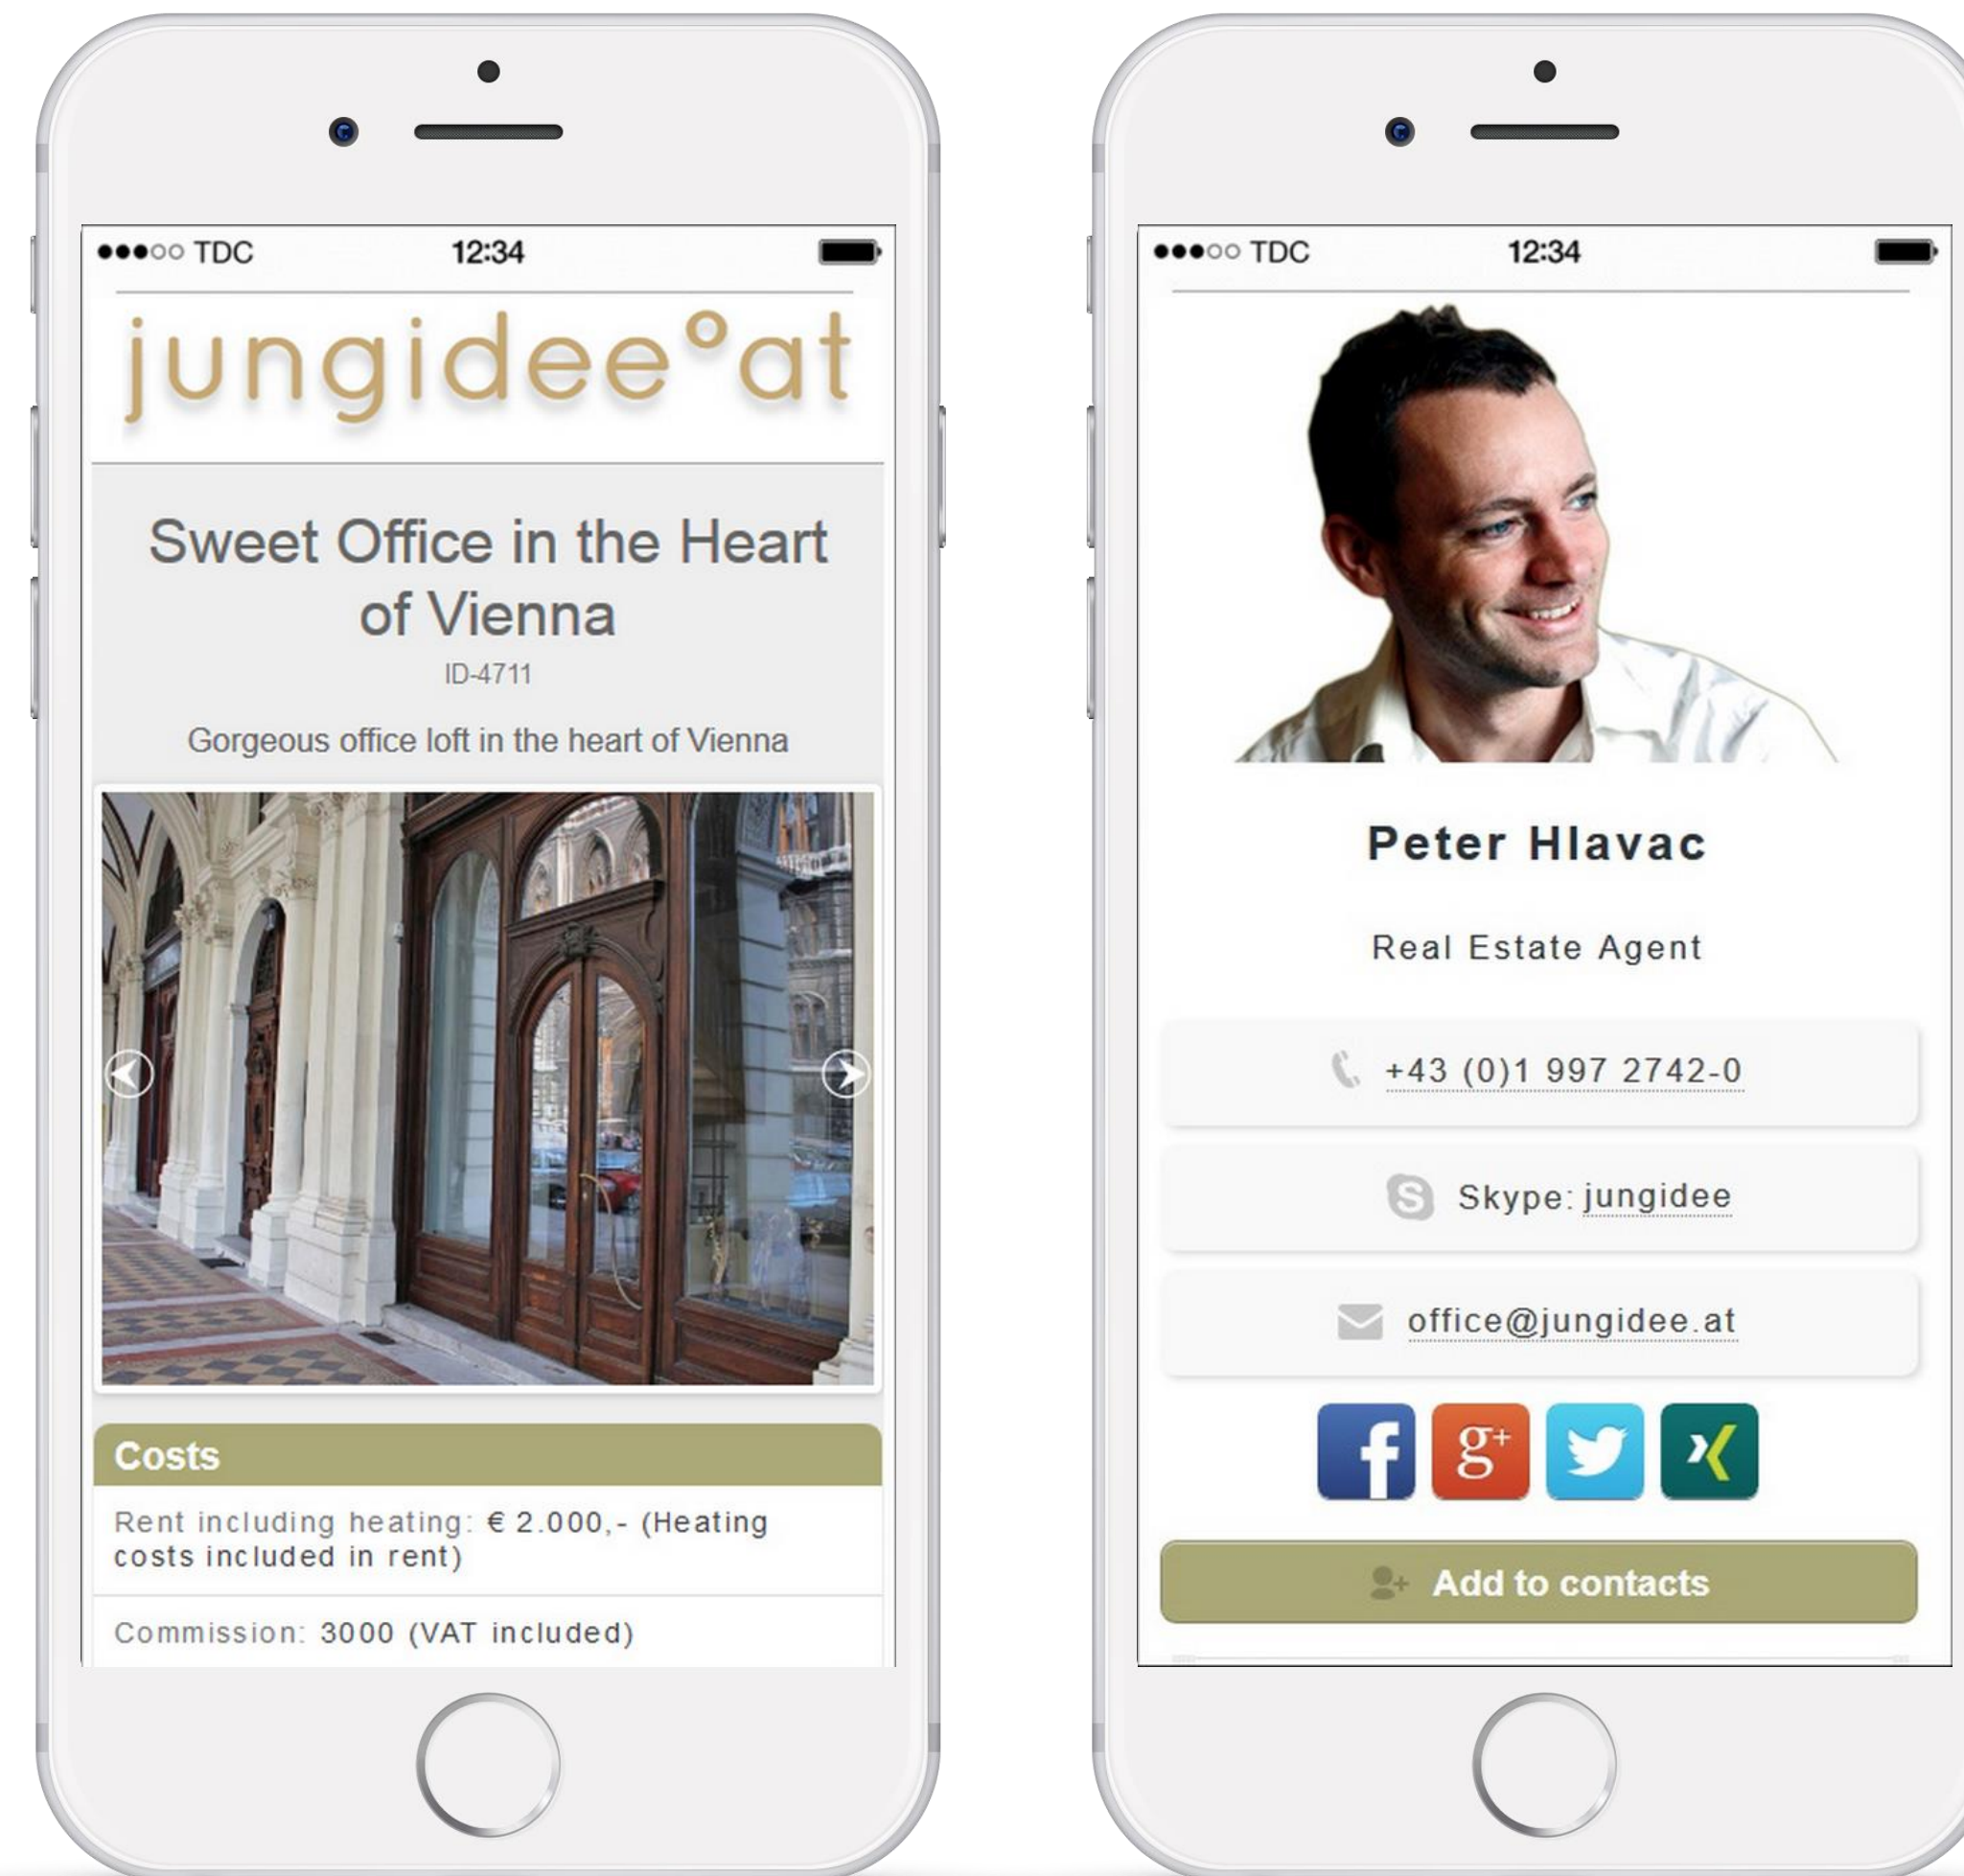 TDC 12:34
jungidee°at
Sweet Office in the Heart
of Vienna
ID-4711
Gorgeous office loft in the heart of Vienna
Costs
Rent including heating: € 2.000,- (Heating
costs included in rent)
Commission: 3000 (VAT included)
TDC 12:34
Peter Hlavac
Real Estate Agent
+43 (0)1 997 2742-0
S Skype: jungidee
office@jungidee.at
f g+
Add to contacts